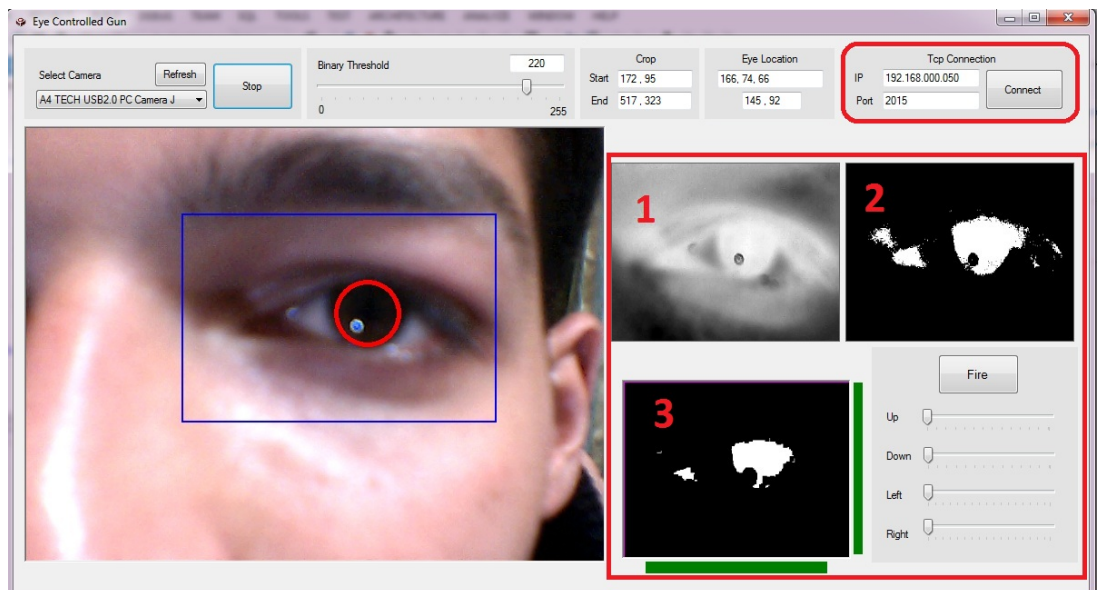 Eye Controlled Gun
Select Camera
Refresh
A4 TECH USB2.0 PC Camera J
Stop
Binary Threshold
220
0
255
Crop
Start 172 , 95
End 517 , 323
Eye Location
166, 74, 66
145 , 92
Tcp Connection
IP 192.168.000.050
Port 2015
Connect
1
2
3
Fire
Up
Down
Left
Right